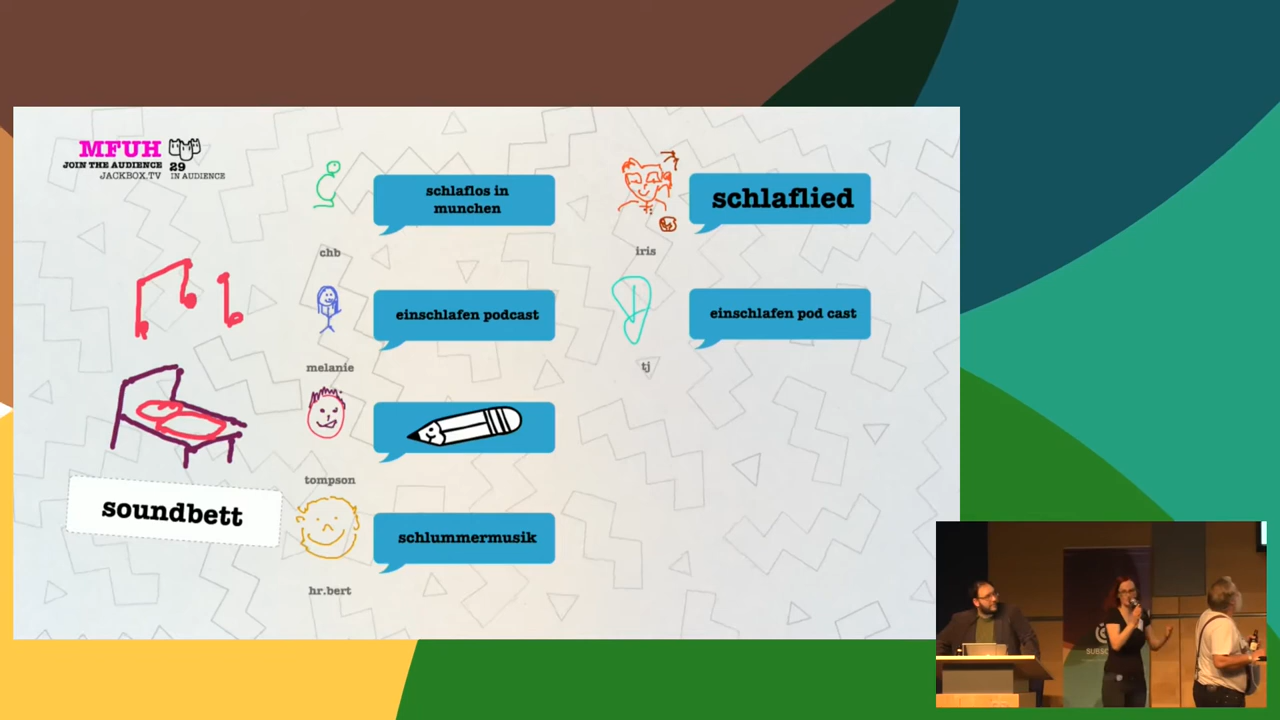 MFUH
JOIN THE AUDIENCE
JACKBOX.TV
29
IN AUDIENCE
schlaflos in
munchen
chb
einschlafen podcast
melanie
tompson
schlummermusik
hr.bert
schlaflied
iris
einschlafen pod cast
tj
soundbett